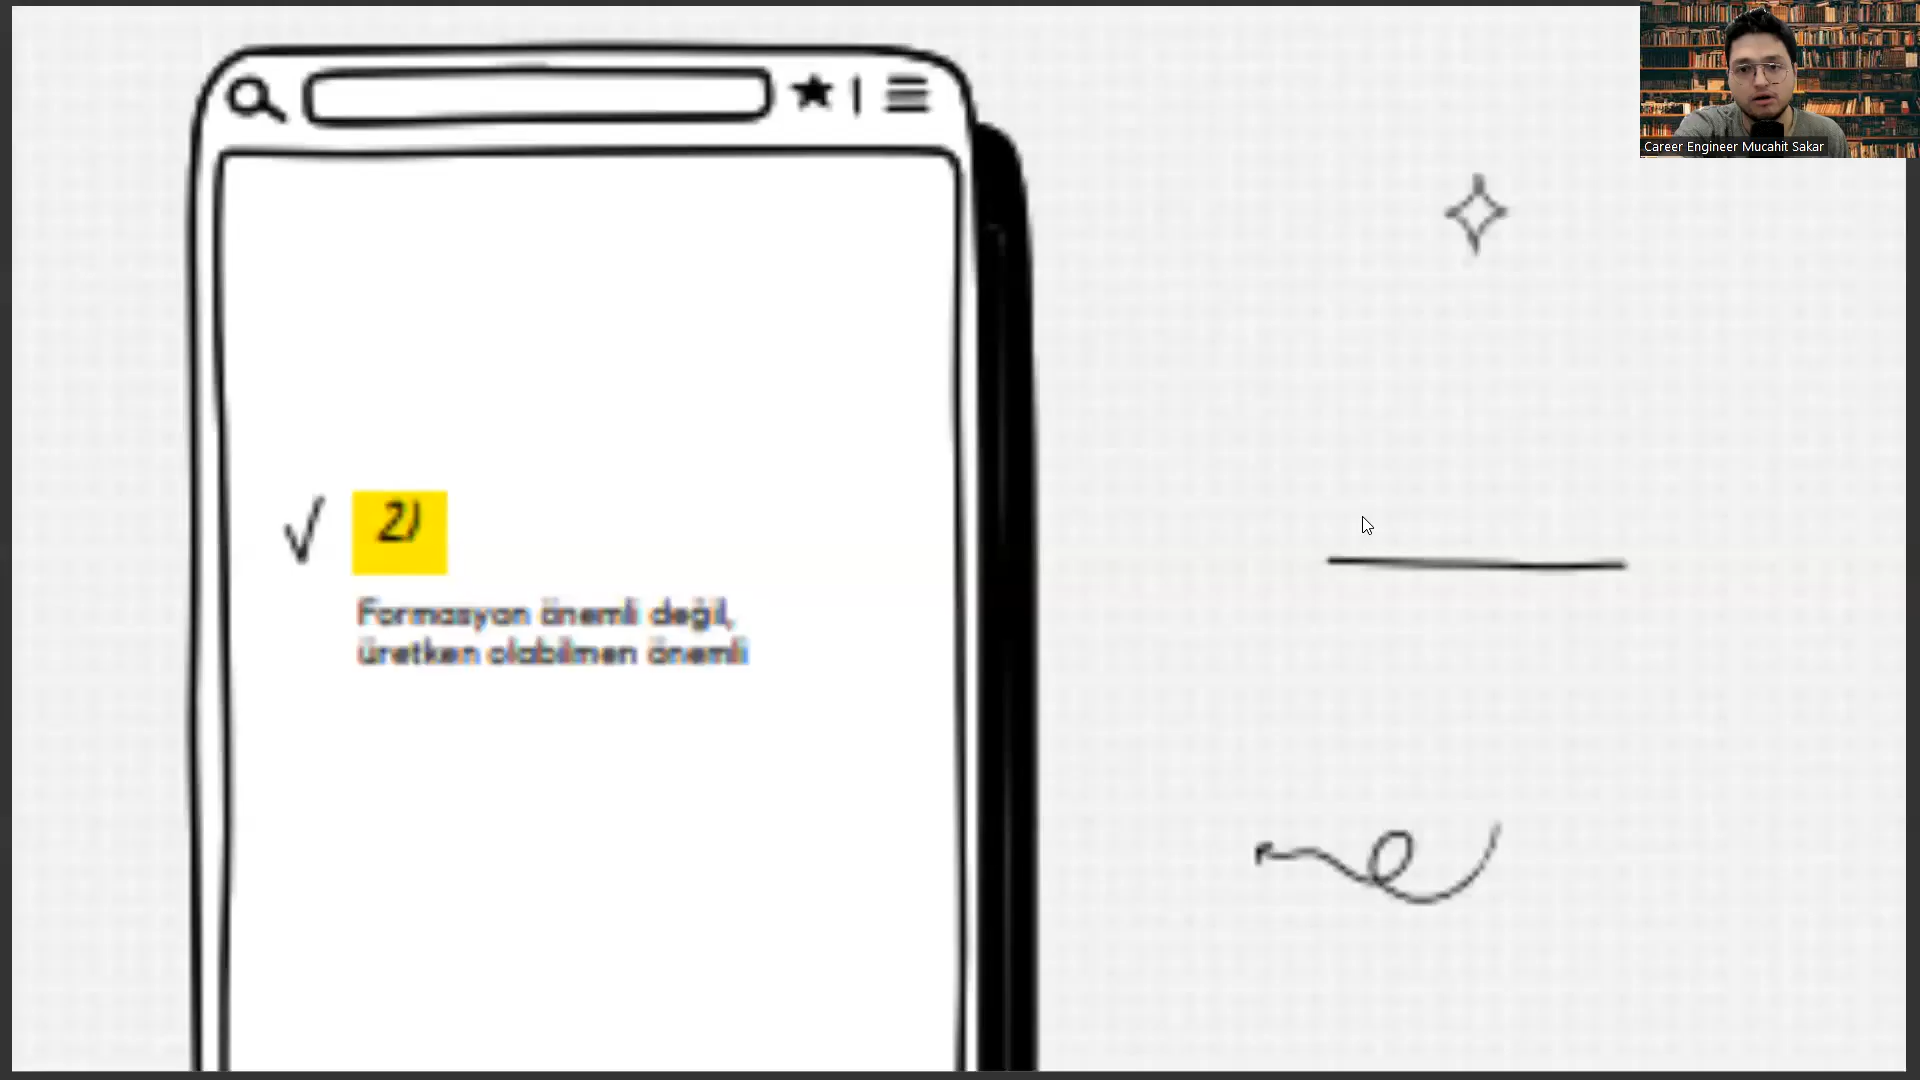 Career Engineer Mucahit Sakar
2)
Formasyon önemli değil,
üretken olabilmen önemli